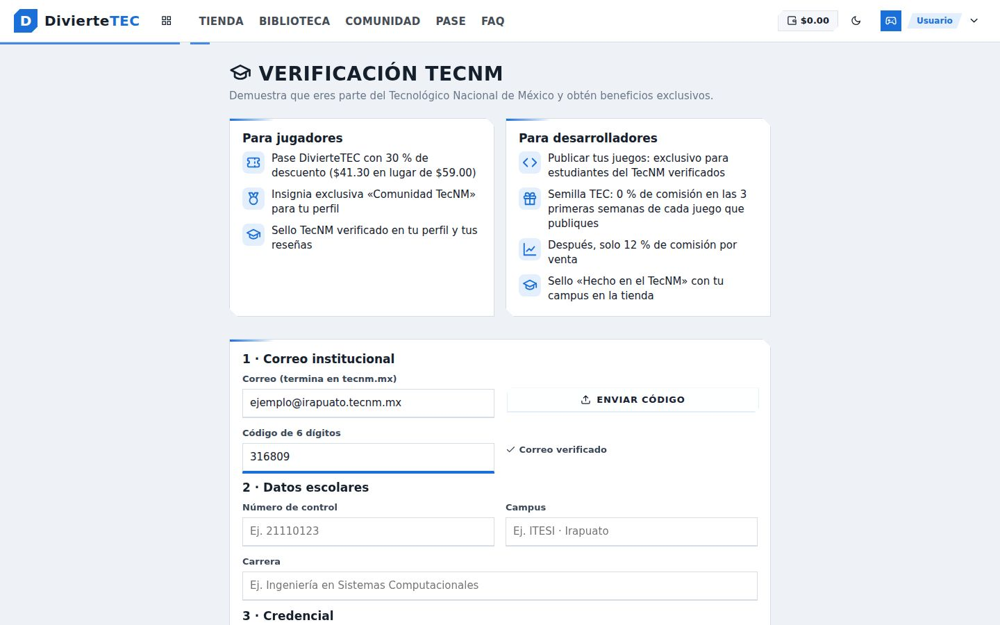 D DivierteTEC TIENDA BIBLIOTECA COMUNIDAD PASE FAQ $0.00 Usuario
VERIFICACIÓN TECNM
Demuestra que eres parte del Tecnológico Nacional de México y obtén beneficios exclusivos.
Para jugadores
Pase DivierteTEC con 30 % de
descuento ($41.30 en lugar de $59.00)
Insignia exclusiva «Comunidad TecNM»
para tu perfil
Sello TecNM verificado en tu perfil y tus
reseñas
Para desarrolladores
Publicar tus juegos: exclusivo para
estudiantes del TecNM verificados
Semilla TEC: 0 % de comisión en las 3
primeras semanas de cada juego que
publiques
Después, solo 12 % de comisión por
venta
Sello «Hecho en el TecNM» con tu
campus en la tienda
1 · Correo institucional
Correo (termina en tecnm.mx)
ejemplo@irapuato.tecnm.mx
ENVIAR CÓDIGO
Código de 6 dígitos
316809
Correo verificado
2 · Datos escolares
Número de control
Ej. 21110123
Campus
Ej. ITESI · Irapuato
Carrera
Ej. Ingeniería en Sistemas Computacionales
3 · Credencial